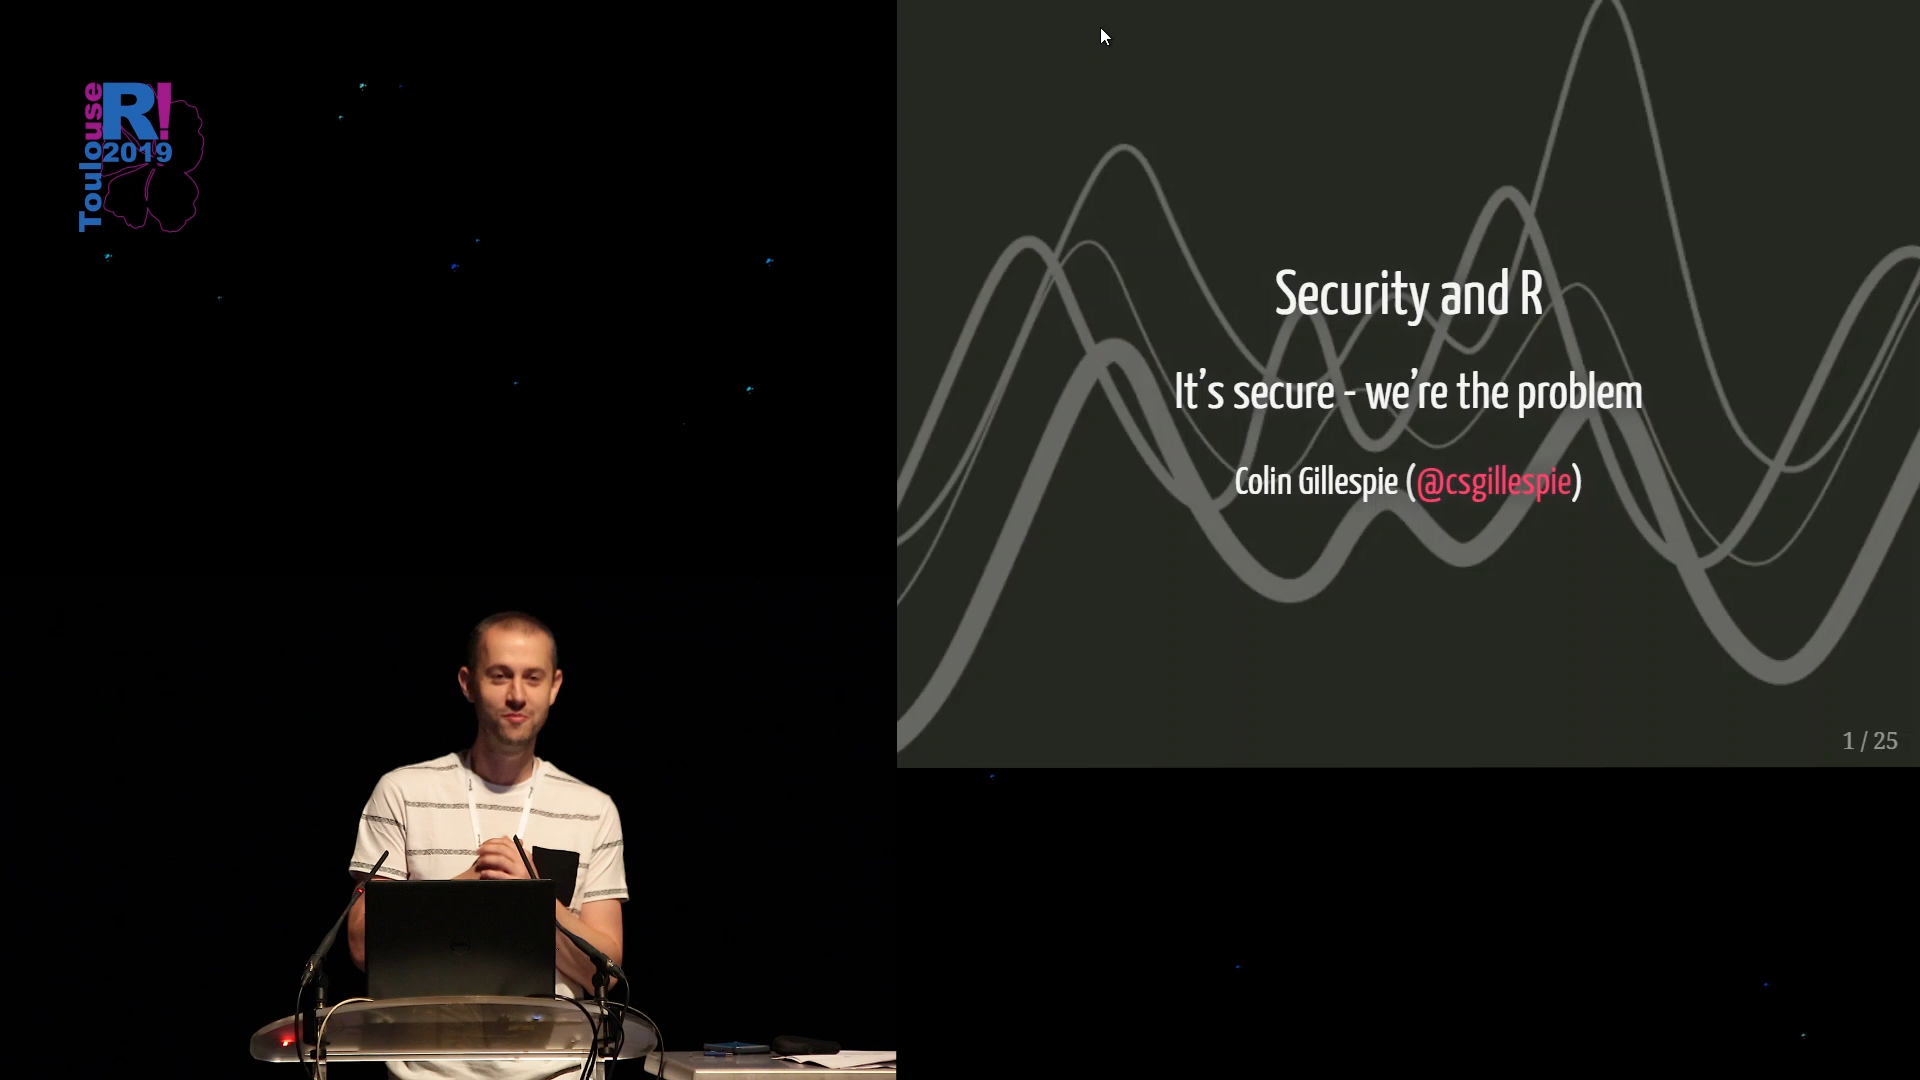 Toulouse
R!
2019
Security and R
It's secure - we're the problem
Colin Gillespie (@csgillespie)
1 / 25